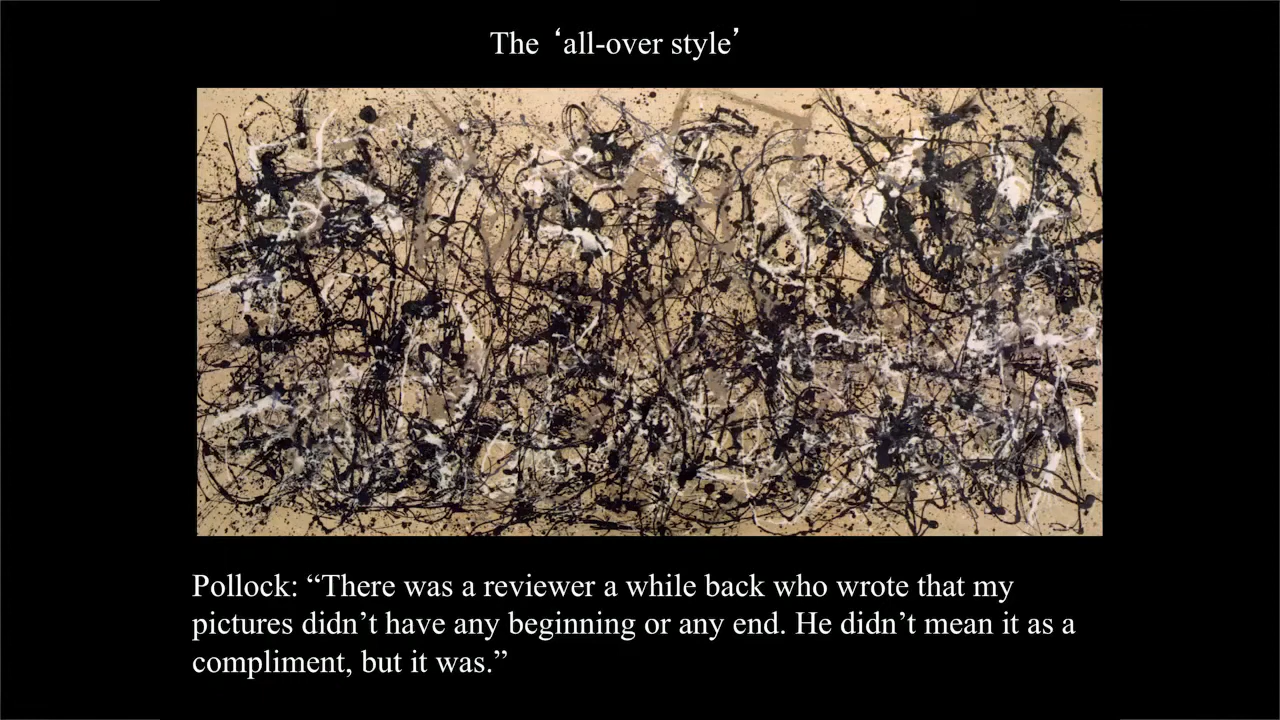 The ‘all-over style’
Pollock: “There was a reviewer a while back who wrote that my
pictures didn’t have any beginning or any end. He didn’t mean it as a
compliment, but it was.”